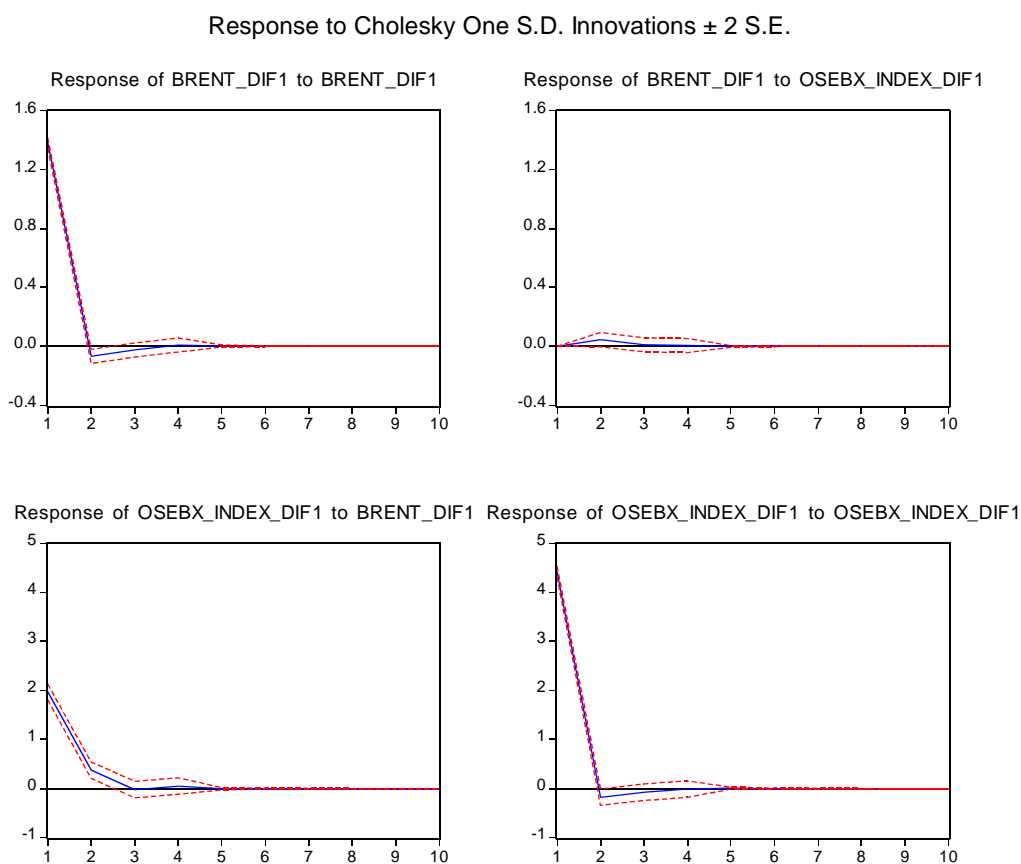 Response to Cholesky One S.D. Innovations ± 2 S.E.
Response of BRENT_DIF1 to BRENT_DIF1
1.6
1.2
0.8
0.4
0.0
-0.4
1 2 3 4 5 6 7 8 9 10
Response of BRENT_DIF1 to OSEBX_INDEX_DIF1
1.6
1.2
0.8
0.4
0.0
-0.4
1 2 3 4 5 6 7 8 9 10
Response of OSEBX_INDEX_DIF1 to BRENT_DIF1
5
4
3
2
1
0
-1
1 2 3 4 5 6 7 8 9 10
Response of OSEBX_INDEX_DIF1 to OSEBX_INDEX_DIF1
5
4
3
2
1
0
-1
1 2 3 4 5 6 7 8 9 10